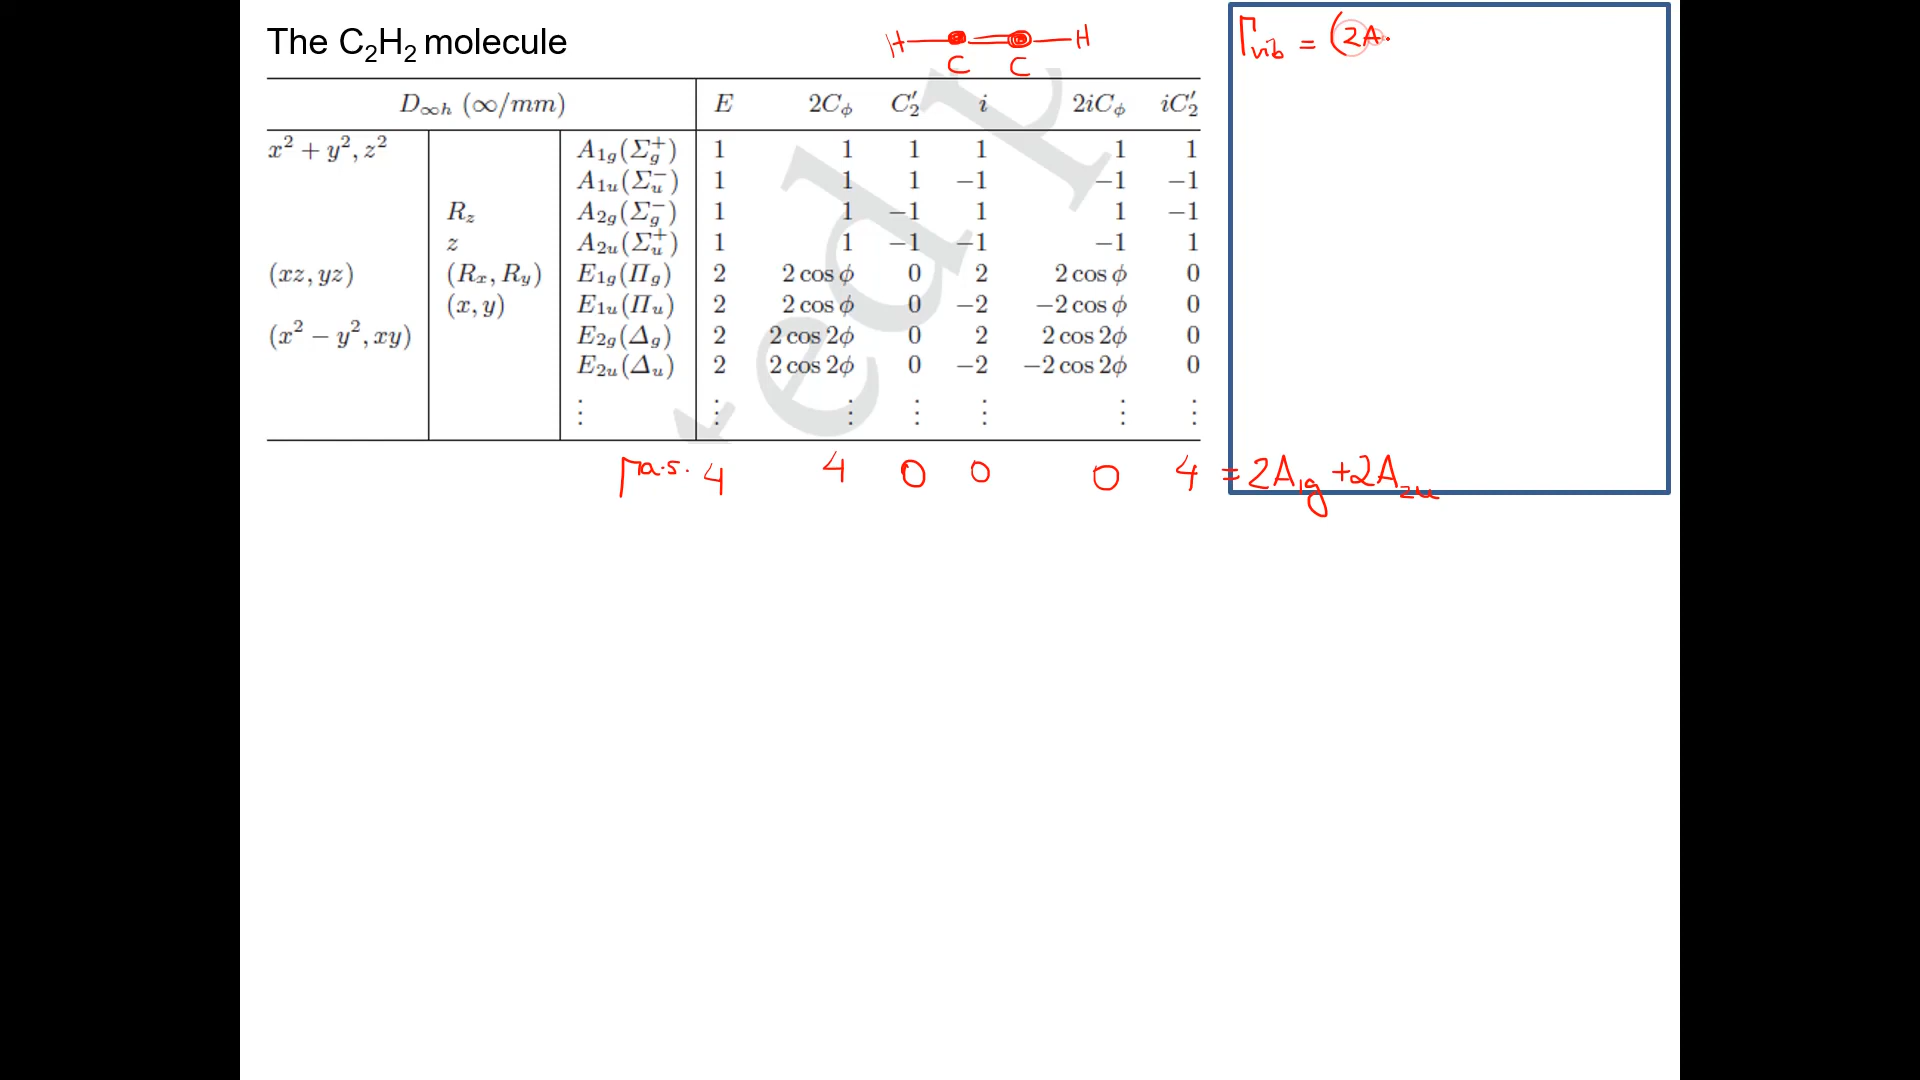 The C₂H₂ molecule
H C C H
Γvib = (2A
D∞h (∞/mm) E 2Cϕ C′₂ i 2iCϕ iC′₂
x² + y², z² A1g(Σg⁺) 1 1 1 1 1 1
A1u(Σu⁻) 1 1 1 −1 −1 −1
Rz A2g(Σg⁻) 1 1 −1 1 1 −1
z A2u(Σu⁺) 1 1 −1 −1 −1 1
(xz, yz) (Rx, Ry) E1g(Πg) 2 2 cos ϕ 0 2 2 cos ϕ 0
(x, y) E1u(Πu) 2 2 cos ϕ 0 −2 −2 cos ϕ 0
(x² − y², xy) E2g(Δg) 2 2 cos 2ϕ 0 2 2 cos 2ϕ 0
E2u(Δu) 2 2 cos 2ϕ 0 −2 −2 cos 2ϕ 0
⋮ ⋮ ⋮ ⋮ ⋮ ⋮ ⋮
Γa.s. 4 4 0 0 0 4 = 2A1g + 2A2u